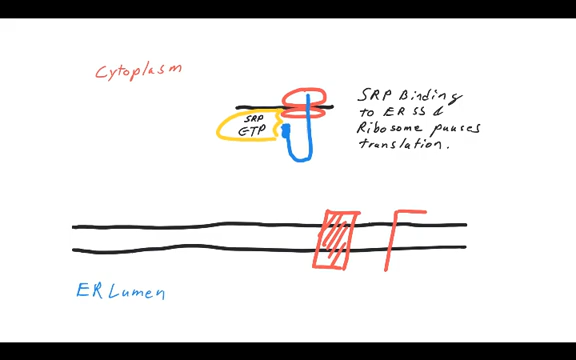 Cytoplasm
SRP
GTP
SRP Binding
to ER SS &
Ribosome pauses
translation.
ER Lumen